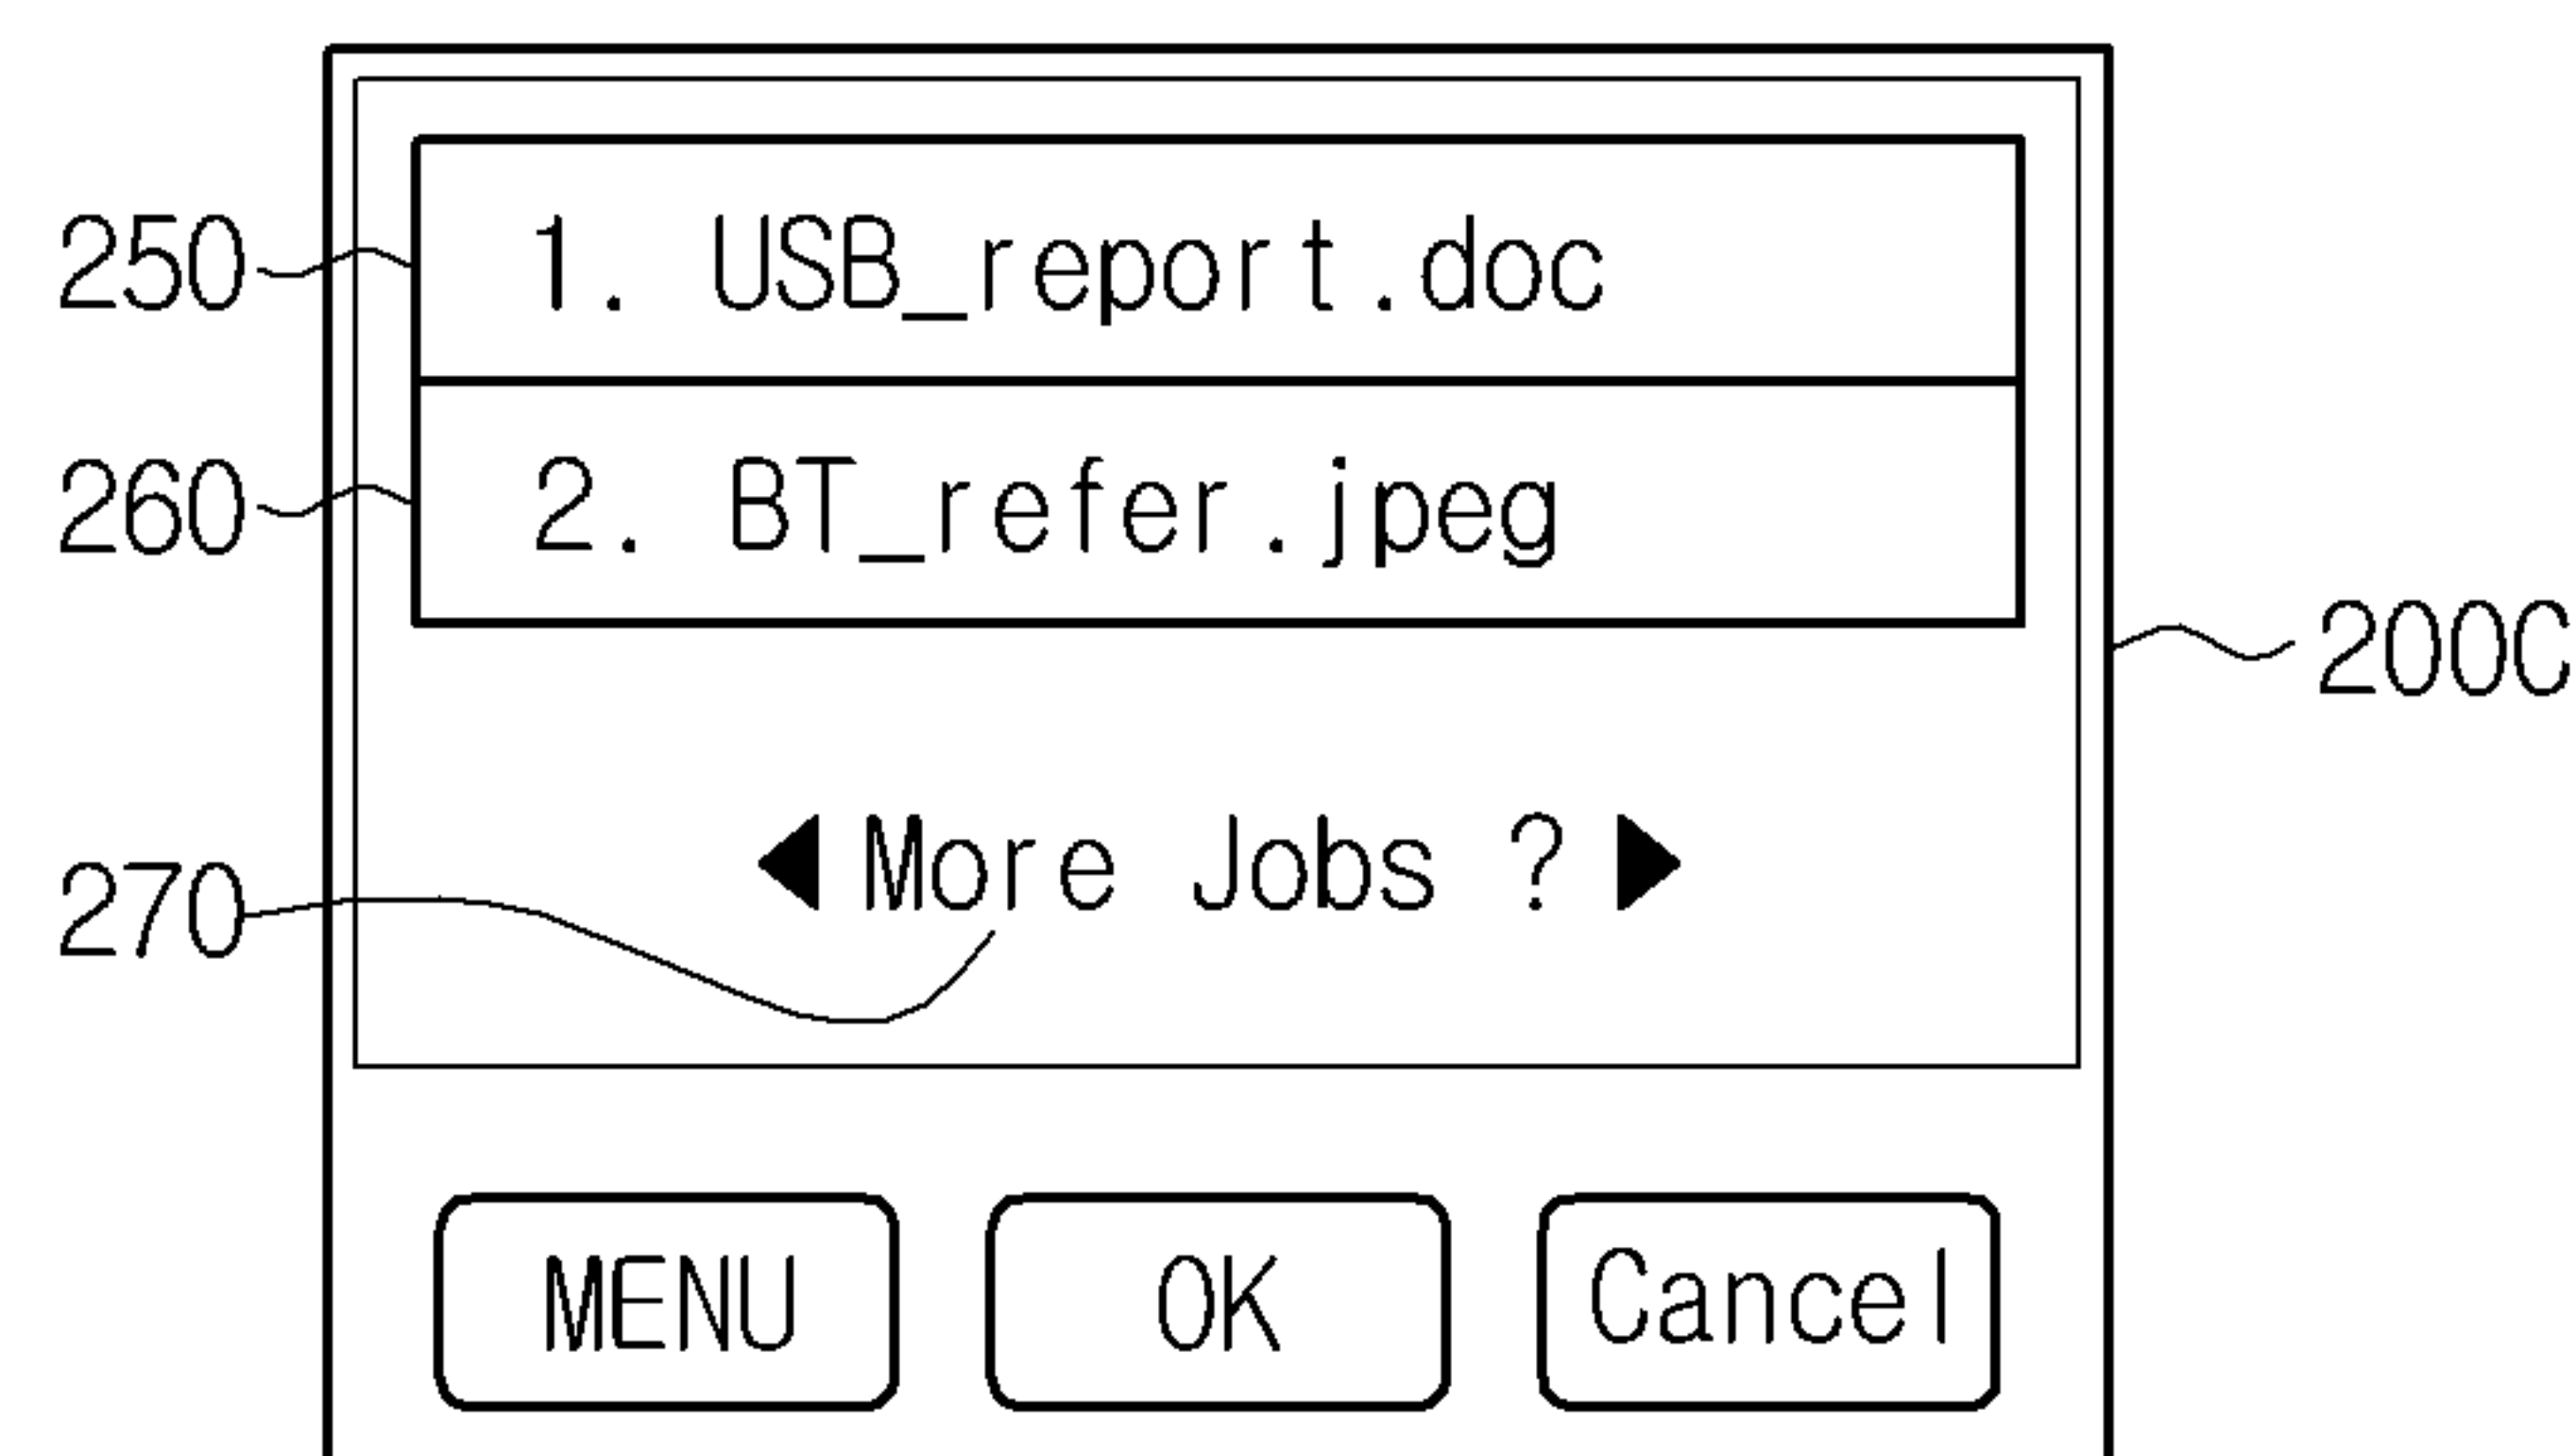 250 1. USB_report.doc
260 2. BT_refer.jpeg
200C
270 ◀ More Jobs ? ▶
MENU OK Cancel